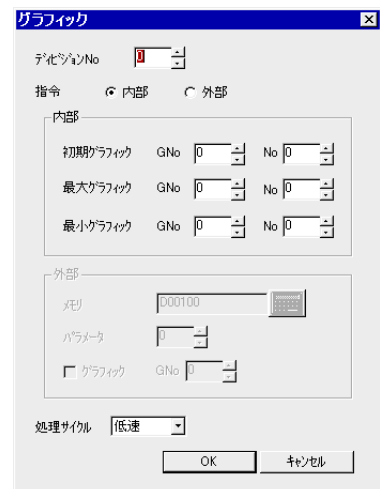 グラフィック
ﾃﾞｨﾋﾞｼﾞｮﾝNo 0
指令 内部 外部
内部
初期ｸﾞﾗﾌｨｯｸ GNo 0 No 0
最大ｸﾞﾗﾌｨｯｸ GNo 0 No 0
最小ｸﾞﾗﾌｨｯｸ GNo 0 No 0
外部
ﾒﾓﾘ D00100
ﾊﾟﾗﾒｰﾀ 0
ｸﾞﾗﾌｨｯｸ GNo 0
処理ｻｲｸﾙ 低速
OK ｷｬﾝｾﾙ